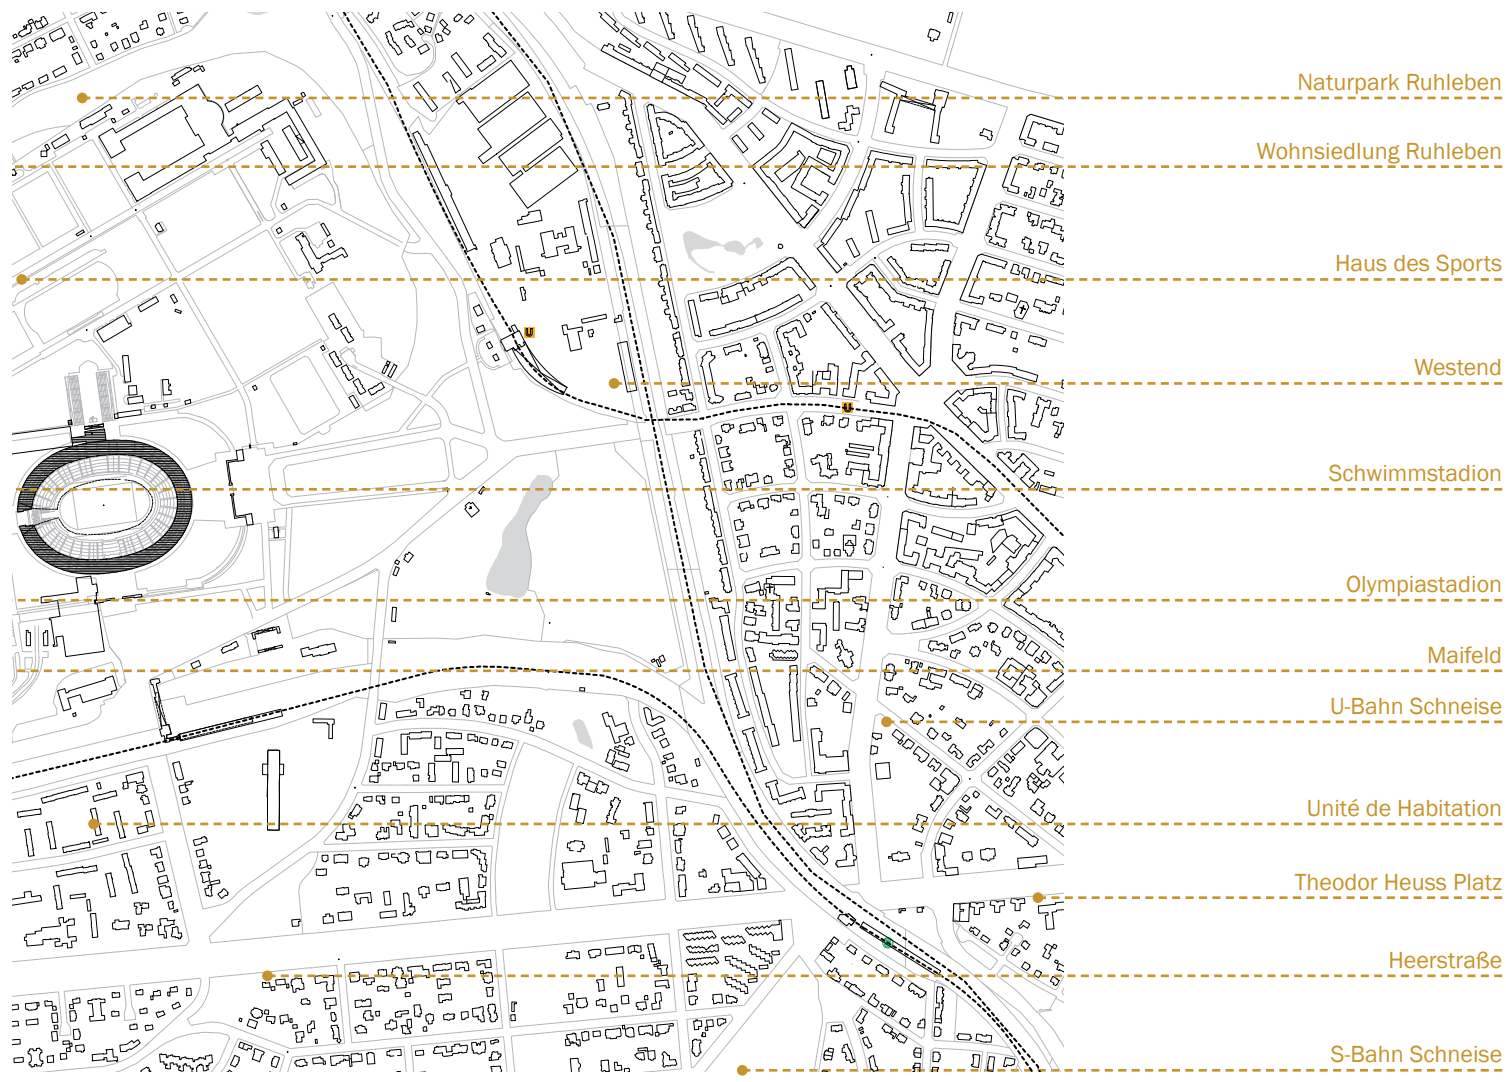 Naturpark Ruhleben
Wohnsiedlung Ruhleben
Haus des Sports
U
Westend
U
Schwimmstadion
Olympiastadion
Maifeld
U-Bahn Schneise
Unité de Habitation
Theodor Heuss Platz
Heerstraße
S-Bahn Schneise